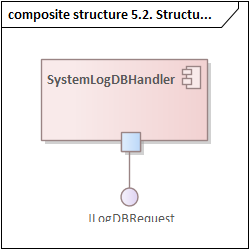 composite structure 5.2. Structu...
SystemLogDBHandler
ILogDBRequest